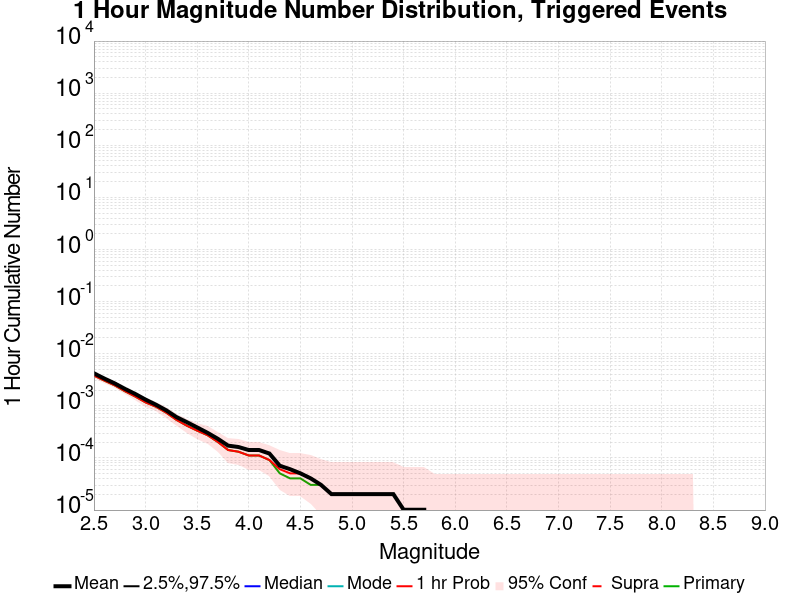 1 Hour Magnitude Number Distribution, Triggered Events
1 Hour Cumulative Number
10^4
10^3
10^2
10^1
10^0
10^-1
10^-2
10^-3
10^-4
10^-5
2.5 3.0 3.5 4.0 4.5 5.0 5.5 6.0 6.5 7.0 7.5 8.0 8.5 9.0
Magnitude
Mean 2.5%,97.5% Median Mode 1 hr Prob 95% Conf Supra Primary